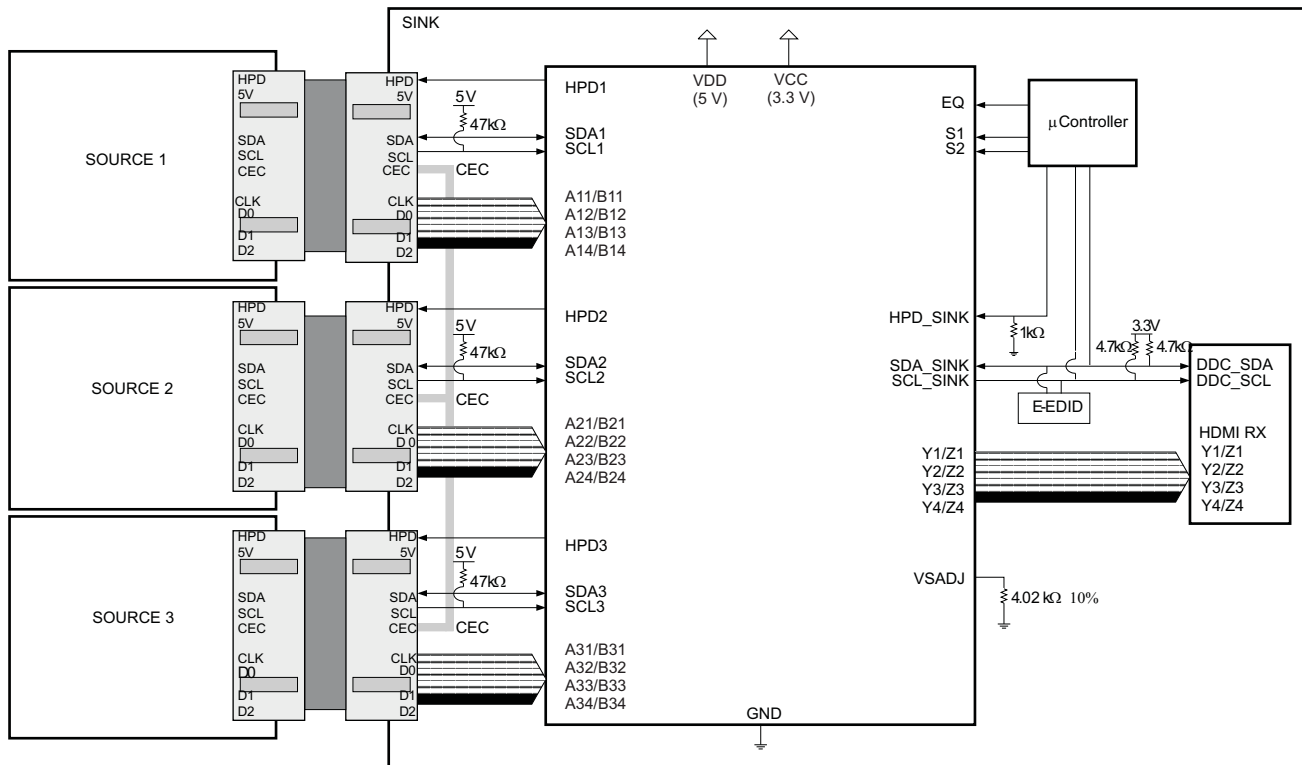 SINK
SOURCE 1
HPD
5V
SDA
SCL
CEC
CLK
D0
D1
D2
HPD
5V
SDA
SCL
CEC
CLK
D0
D1
D2
5V
47kΩ
CEC
HPD1
SDA1
SCL1
A11/B11
A12/B12
A13/B13
A14/B14
VDD
(5 V)
VCC
(3.3 V)
EQ
S1
S2
μController
SOURCE 2
HPD
5V
SDA
SCL
CEC
CLK
D0
D1
D2
HPD
5V
SDA
SCL
CEC
CLK
D 0
D1
D2
5V
47kΩ
CEC
HPD2
SDA2
SCL2
A21/B21
A22/B22
A23/B23
A24/B24
HPD_SINK
1kΩ
SDA_SINK
SCL_SINK
3.3V
4.7kΩ
4.7kΩ
E-EDID
DDC_SDA
DDC_SCL
HDMI RX
Y1/Z1
Y2/Z2
Y3/Z3
Y4/Z4
Y1/Z1
Y2/Z2
Y3/Z3
Y4/Z4
SOURCE 3
HPD
5V
SDA
SCL
CEC
CLK
D0
D1
D2
HPD
5V
SDA
SCL
CEC
CLK
D0
D1
D2
5V
47kΩ
CEC
HPD3
SDA3
SCL3
A31/B31
A32/B32
A33/B33
A34/B34
VSADJ
4.02 kΩ 10%
GND